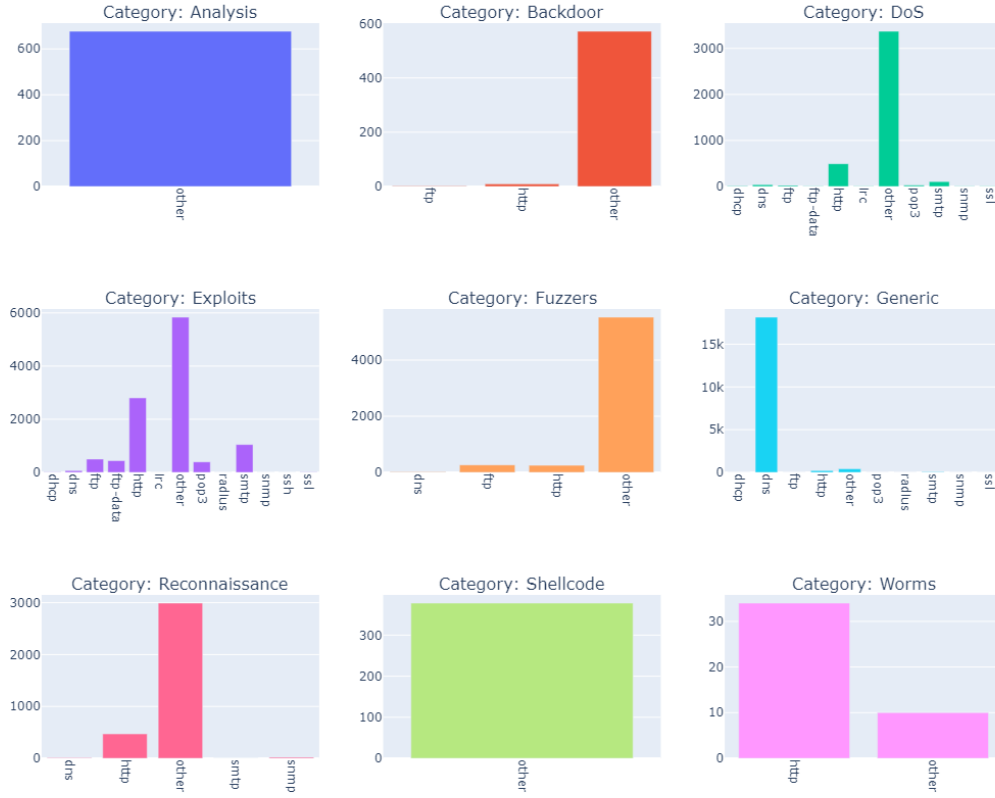 Category: Analysis
600
400
200
0
other
Category: Backdoor
600
400
200
0
ftp
http
other
Category: DoS
3000
2000
1000
0
dhcp
dns
ftp
ftp-data
http
irc
other
pop3
smtp
snmp
ssl
Category: Exploits
6000
4000
2000
0
dhcp
dns
ftp
ftp-data
http
irc
other
pop3
radius
smtp
snmp
ssh
ssl
Category: Fuzzers
4000
2000
0
dns
ftp
http
other
Category: Generic
15k
10k
5k
0
dhcp
dns
ftp
http
other
pop3
radius
smtp
snmp
ssl
Category: Reconnaissance
3000
2000
1000
0
dns
http
other
smtp
snmp
Category: Shellcode
300
200
100
0
other
Category: Worms
30
20
10
0
http
other